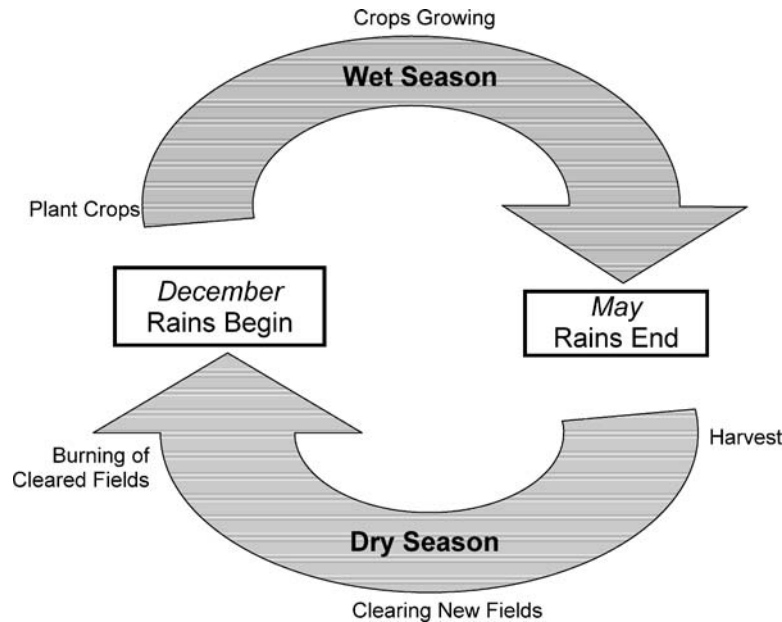 Crops Growing
Wet Season
Plant Crops
December
Rains Begin
May
Rains End
Harvest
Burning of
Cleared Fields
Dry Season
Clearing New Fields